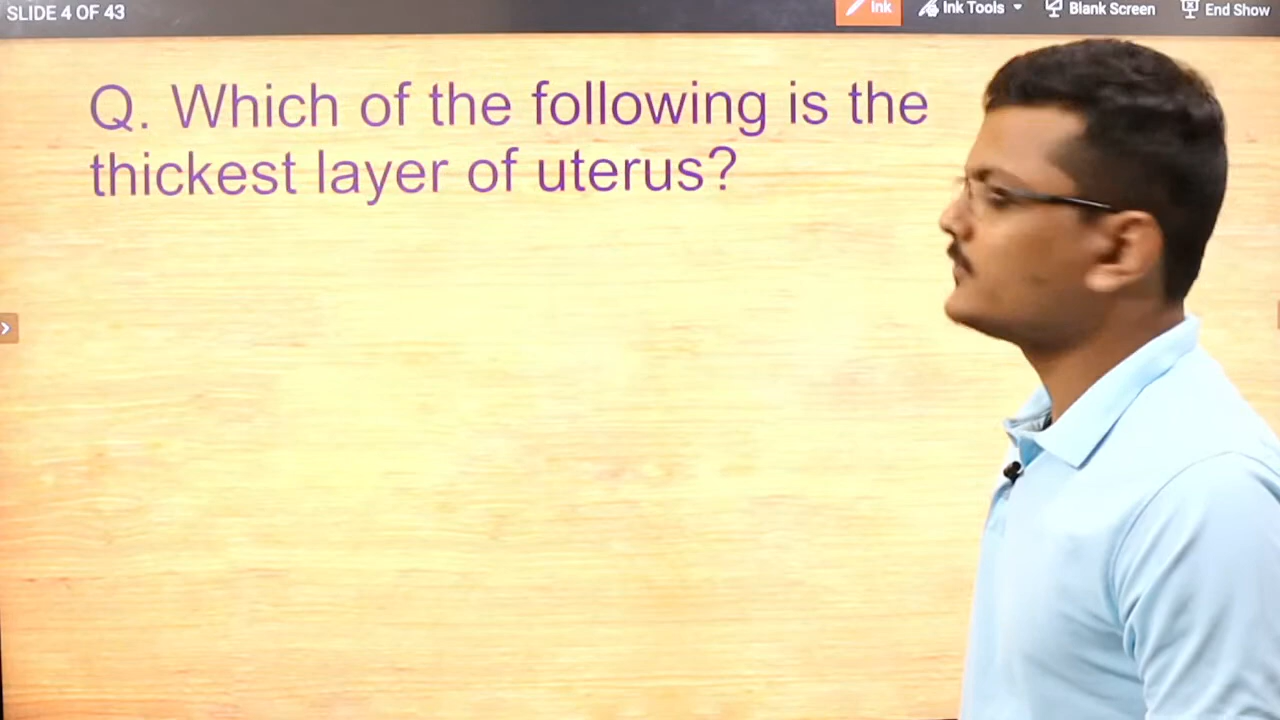 SLIDE 4 OF 43
Ink
Ink Tools
Blank Screen
End Show
Q. Which of the following is the
thickest layer of uterus?